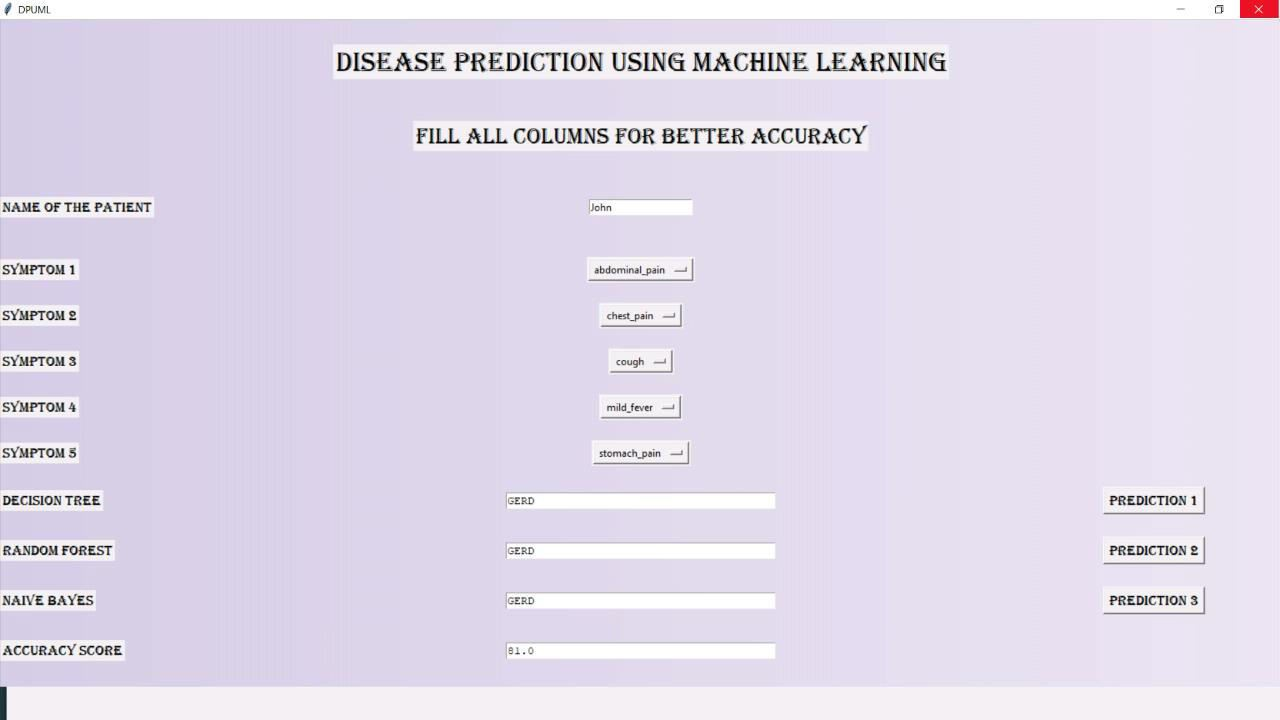 DPUML
DISEASE PREDICTION USING MACHINE LEARNING
FILL ALL COLUMNS FOR BETTER ACCURACY
NAME OF THE PATIENT John
SYMPTOM 1 abdominal_pain
SYMPTOM 2 chest_pain
SYMPTOM 3 cough
SYMPTOM 4 mild_fever
SYMPTOM 5 stomach_pain
DECISION TREE GERD PREDICTION 1
RANDOM FOREST GERD PREDICTION 2
NAIVE BAYES GERD PREDICTION 3
ACCURACY SCORE 81.0